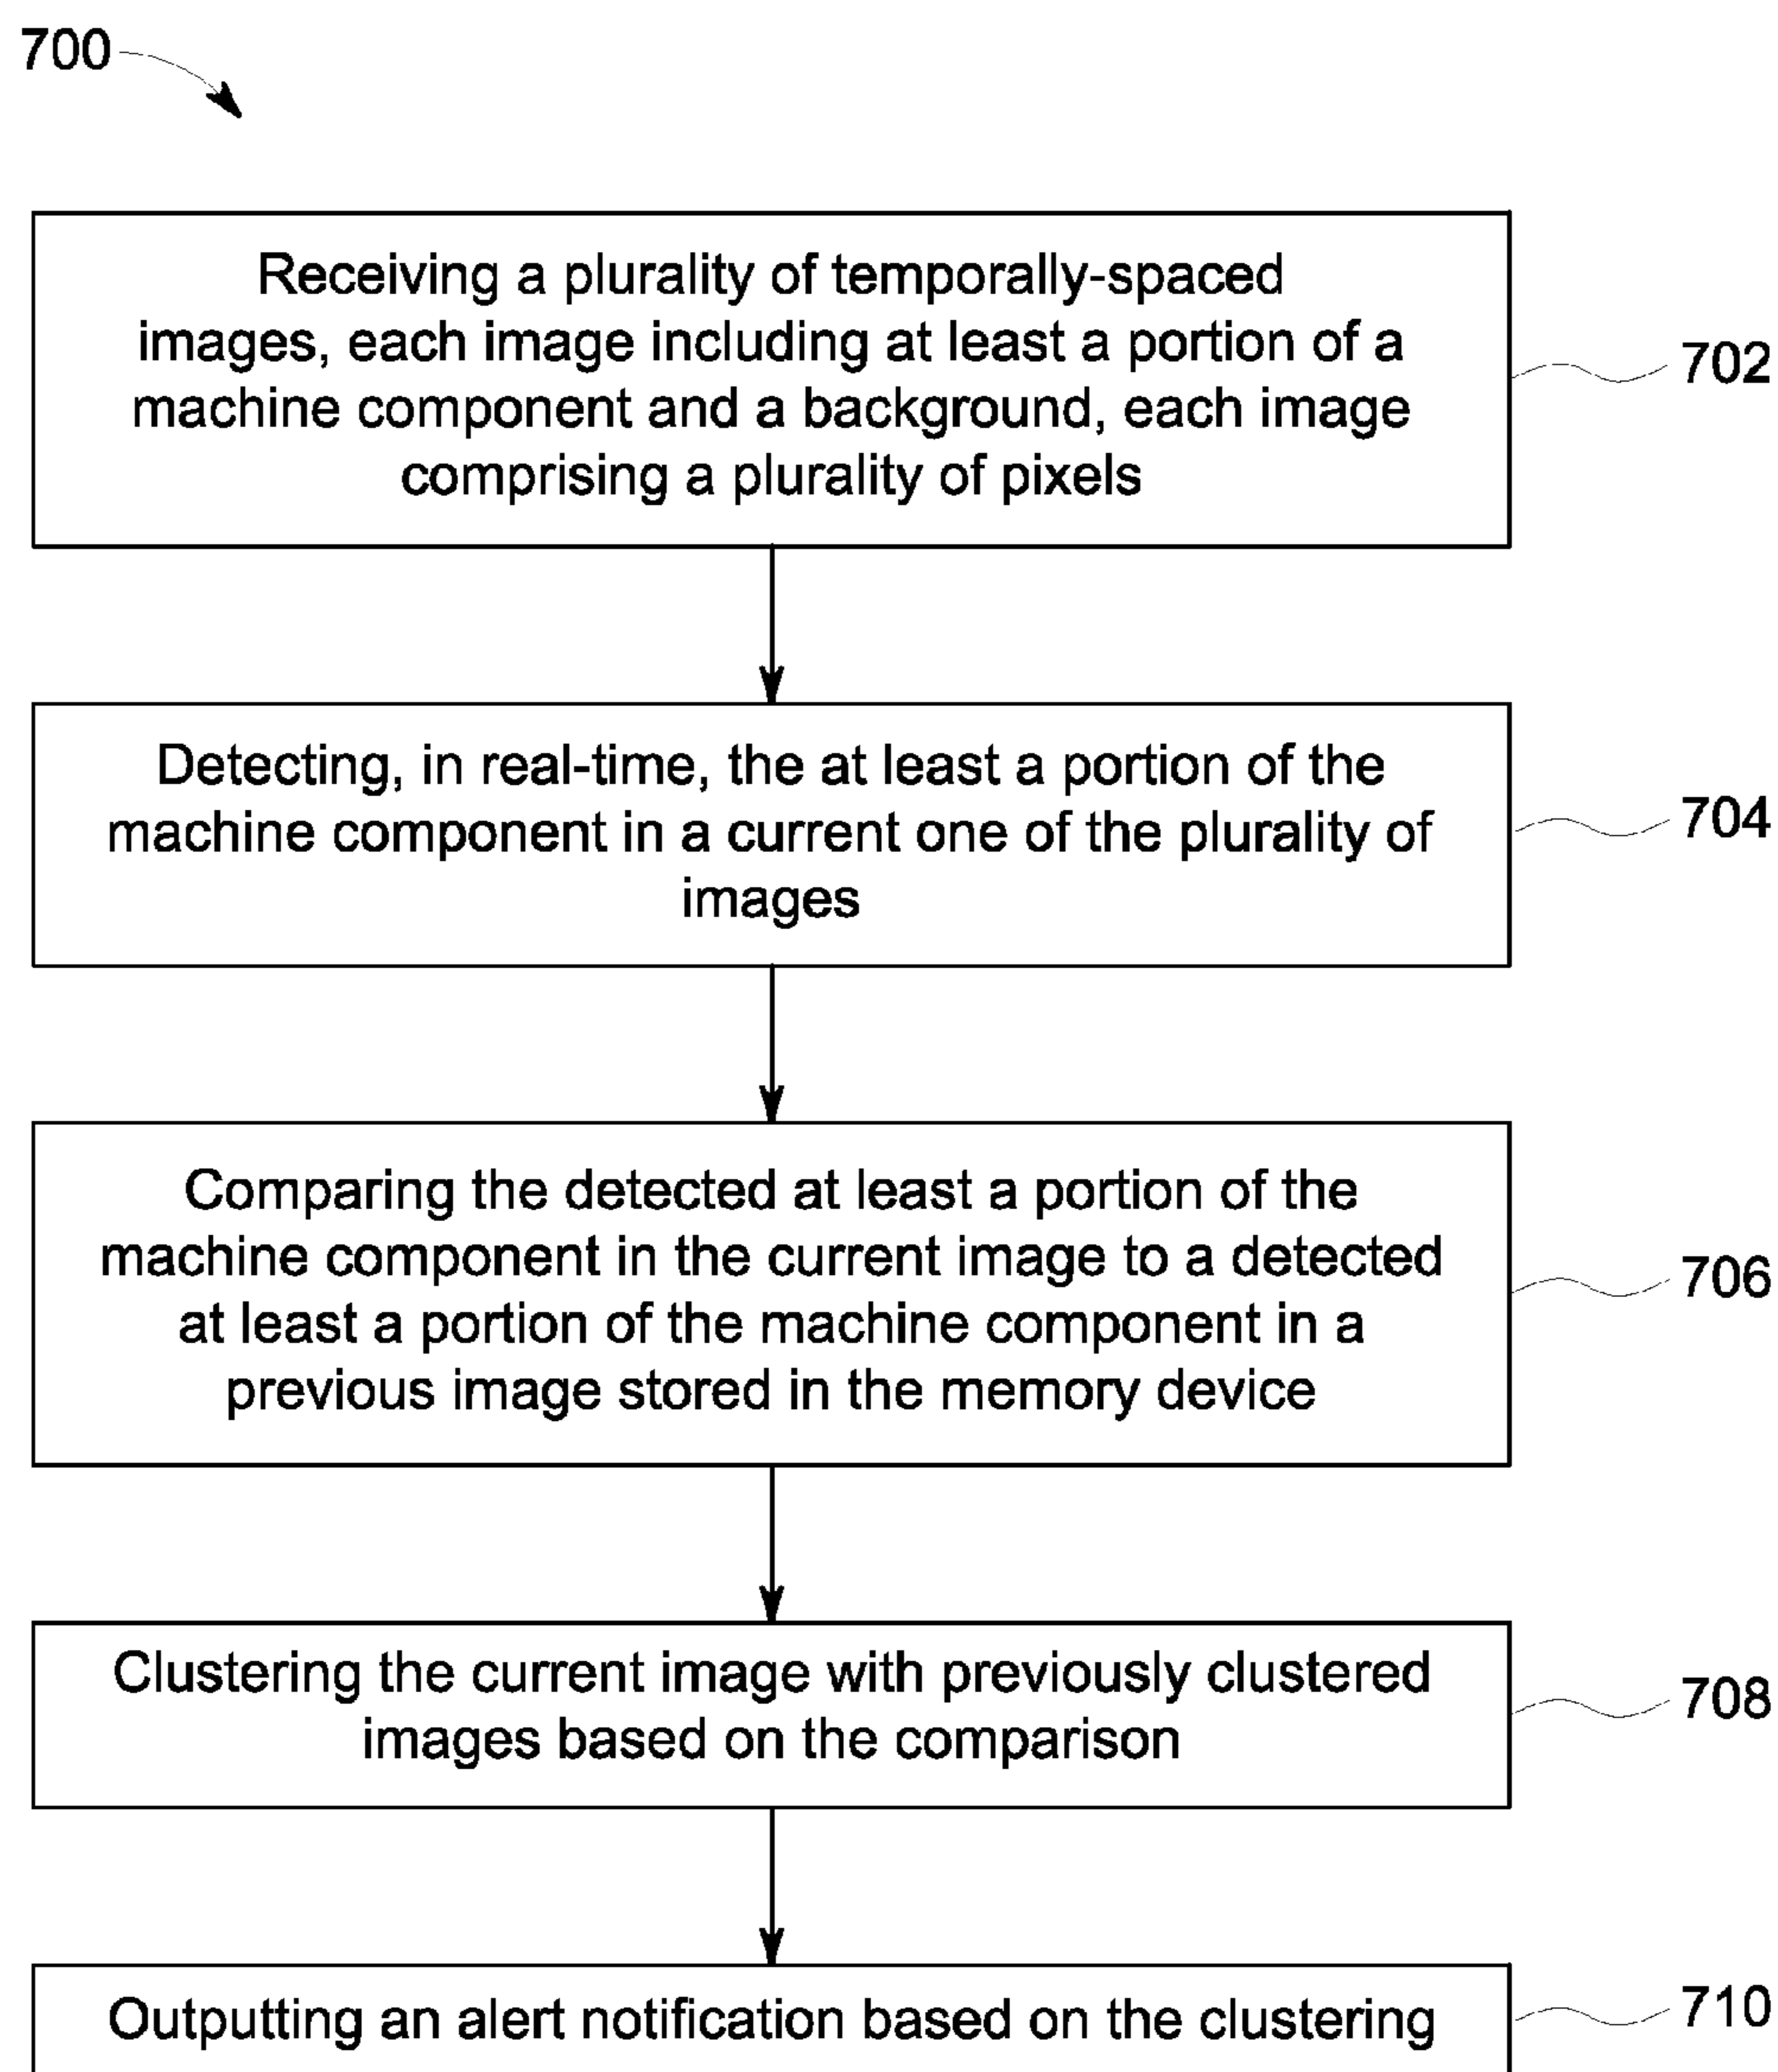 700
Receiving a plurality of temporally-spaced
images, each image including at least a portion of a
machine component and a background, each image
comprising a plurality of pixels
702
Detecting, in real-time, the at least a portion of the
machine component in a current one of the plurality of
images
704
Comparing the detected at least a portion of the
machine component in the current image to a detected
at least a portion of the machine component in a
previous image stored in the memory device
706
Clustering the current image with previously clustered
images based on the comparison
708
Outputting an alert notification based on the clustering
710